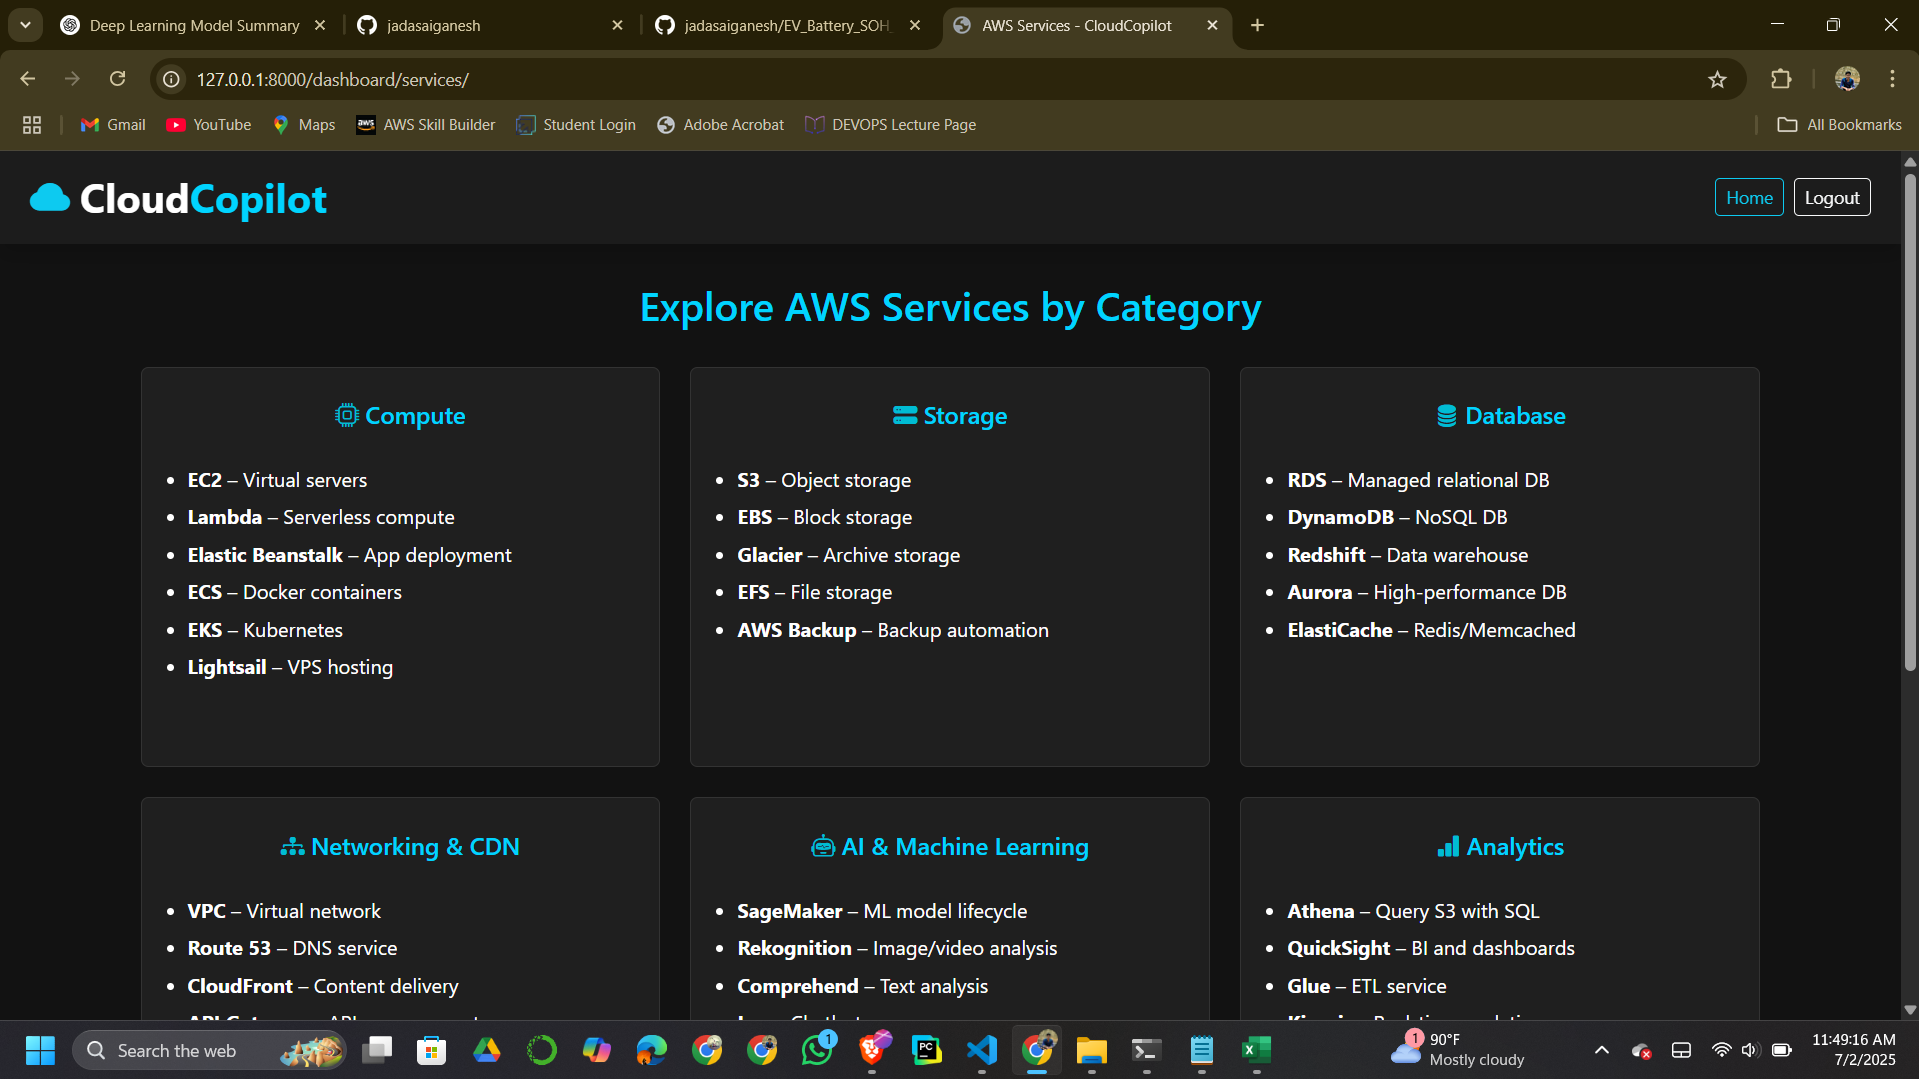 Deep Learning Model Summary
jadasaiganesh
jadasaiganesh/EV_Battery_SOH_
AWS Services - CloudCopilot
127.0.0.1:8000/dashboard/services/
Gmail
YouTube
Maps
aws
AWS Skill Builder
Student Login
Adobe Acrobat
DEVOPS Lecture Page
All Bookmarks
CloudCopilot
Home
Logout
Explore AWS Services by Category
Compute
• EC2 – Virtual servers
• Lambda – Serverless compute
• Elastic Beanstalk – App deployment
• ECS – Docker containers
• EKS – Kubernetes
• Lightsail – VPS hosting
Storage
• S3 – Object storage
• EBS – Block storage
• Glacier – Archive storage
• EFS – File storage
• AWS Backup – Backup automation
Database
• RDS – Managed relational DB
• DynamoDB – NoSQL DB
• Redshift – Data warehouse
• Aurora – High-performance DB
• ElastiCache – Redis/Memcached
Networking & CDN
• VPC – Virtual network
• Route 53 – DNS service
• CloudFront – Content delivery
AI & Machine Learning
• SageMaker – ML model lifecycle
• Rekognition – Image/video analysis
• Comprehend – Text analysis
Analytics
• Athena – Query S3 with SQL
• QuickSight – BI and dashboards
• Glue – ETL service
Search the web
1
PC
1
90°F
Mostly cloudy
11:49:16 AM
7/2/2025